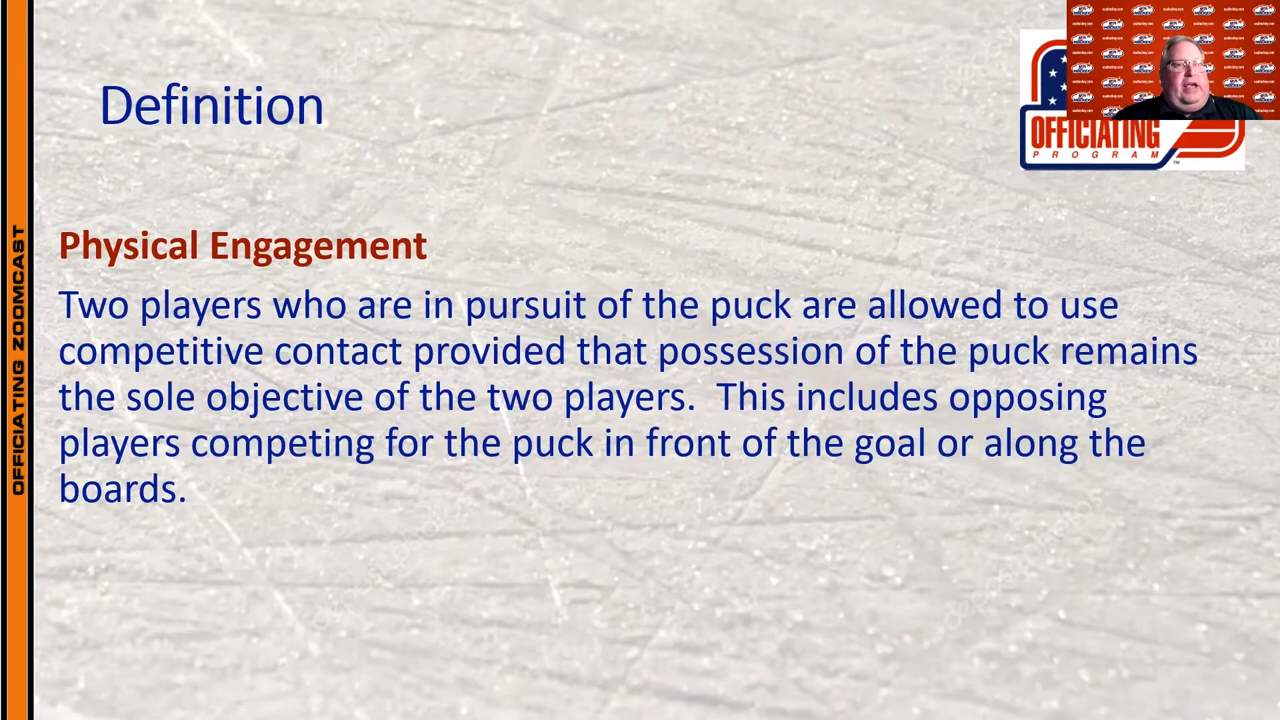 Definition
OFFICIATING
PROGRAM
TM
Physical Engagement
Two players who are in pursuit of the puck are allowed to use
competitive contact provided that possession of the puck remains
the sole objective of the two players.  This includes opposing
players competing for the puck in front of the goal or along the
boards.
OFFICIATING ZOOMCAST